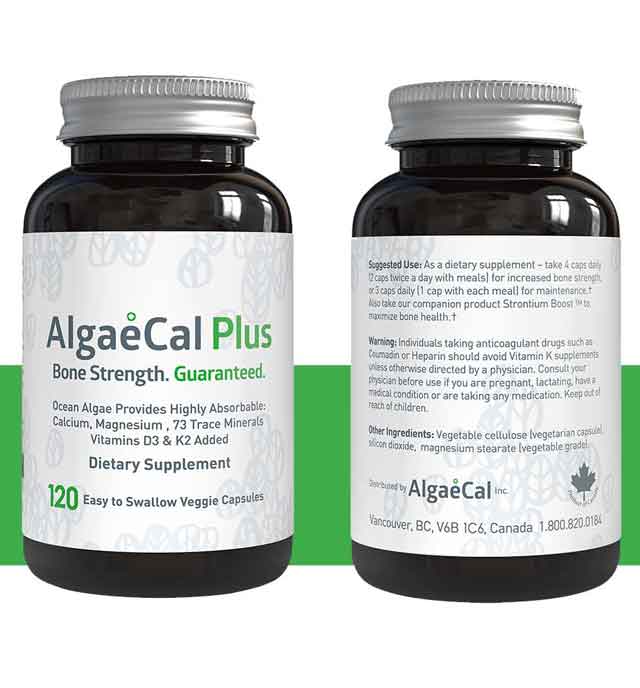 AlgaeCal Plus
Bone Strength. Guaranteed.
Ocean Algae Provides Highly Absorbable:
Calcium, Magnesium , 73 Trace Minerals
Vitamins D3 & K2 Added
Dietary Supplement
120 Easy to Swallow Veggie Capsules
Suggested Use: As a dietary supplement – take 4 caps daily
(2 caps twice a day with meals) for increased bone strength,
or 3 caps daily (1 cap with each meal) for maintenance.†
Also take our companion product Strontium Boost ™ to
maximize bone health.†
Warning: Individuals taking anticoagulant drugs such as
Coumadin or Heparin should avoid Vitamin K supplements
unless otherwise directed by a physician. Consult your
physician before use if you are pregnant, lactating, have a
medical condition or are taking any medication. Keep out of
reach of children.
Other Ingredients: Vegetable cellulose (vegetarian capsule),
silicon dioxide, magnesium stearate (vegetable grade).
Distributed by AlgaeCal Inc.
Vancouver, BC, V6B 1C6, Canada 1.800.820.0184